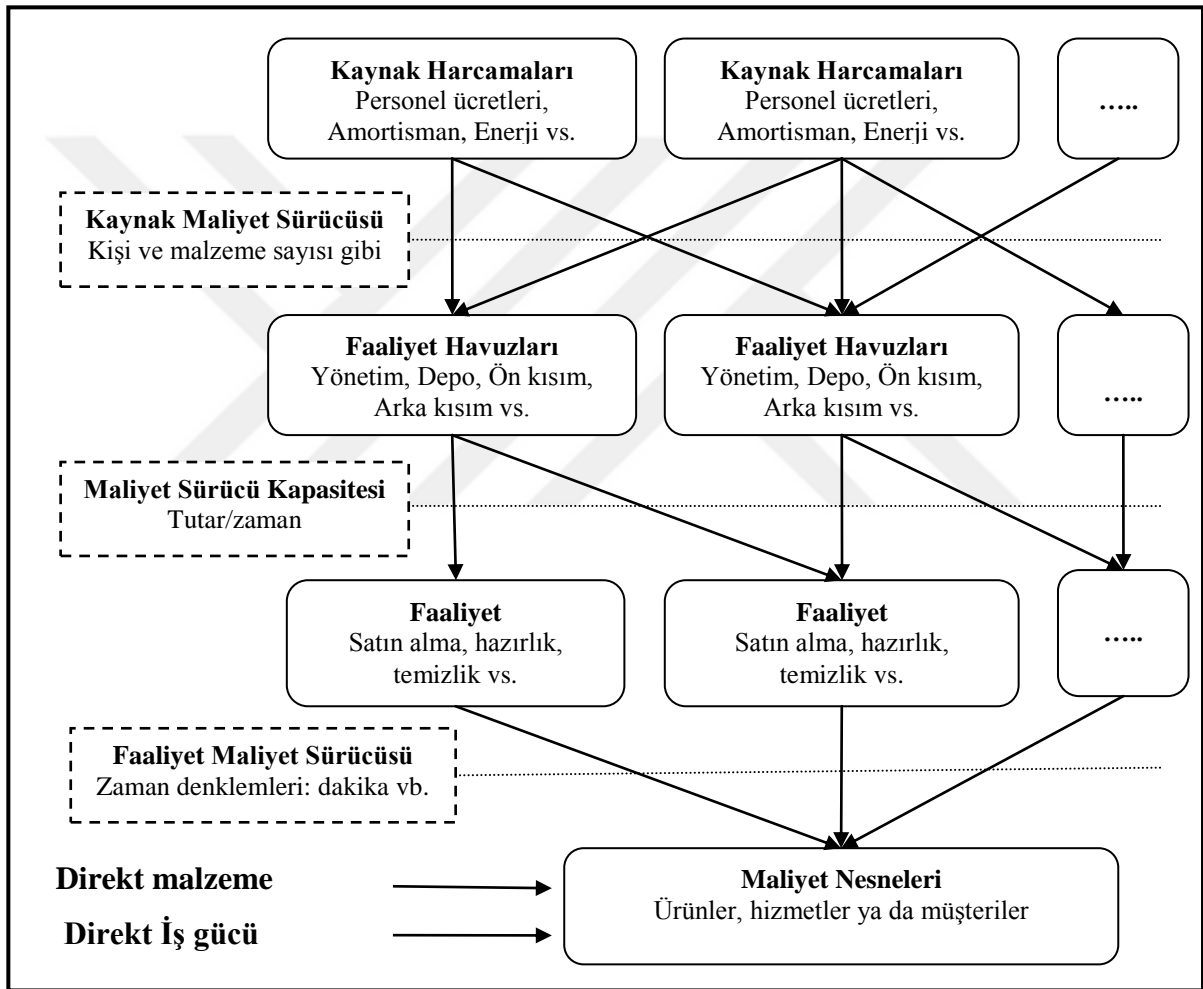 Kaynak Harcamaları
Personel ücretleri,
Amortisman, Enerji vs.
Kaynak Harcamaları
Personel ücretleri,
Amortisman, Enerji vs.
…..
Kaynak Maliyet Sürücüsü
Kişi ve malzeme sayısı gibi
Faaliyet Havuzları
Yönetim, Depo, Ön kısım,
Arka kısım vs.
Faaliyet Havuzları
Yönetim, Depo, Ön kısım,
Arka kısım vs.
…..
Maliyet Sürücü Kapasitesi
Tutar/zaman
Faaliyet
Satın alma, hazırlık,
temizlik vs.
Faaliyet
Satın alma, hazırlık,
temizlik vs.
…..
Faaliyet Maliyet Sürücüsü
Zaman denklemleri: dakika vb.
Direkt malzeme
Direkt İş gücü
Maliyet Nesneleri
Ürünler, hizmetler ya da müşteriler